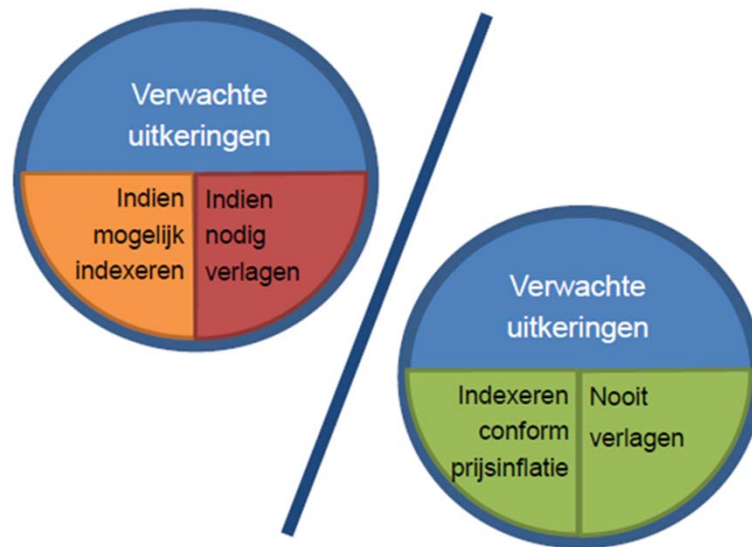 Verwachte
uitkeringen
Indien
mogelijk
indexeren
Indien
nodig
verlagen
Verwachte
uitkeringen
Indexeren
conform
prijsinflatie
Nooit
verlagen